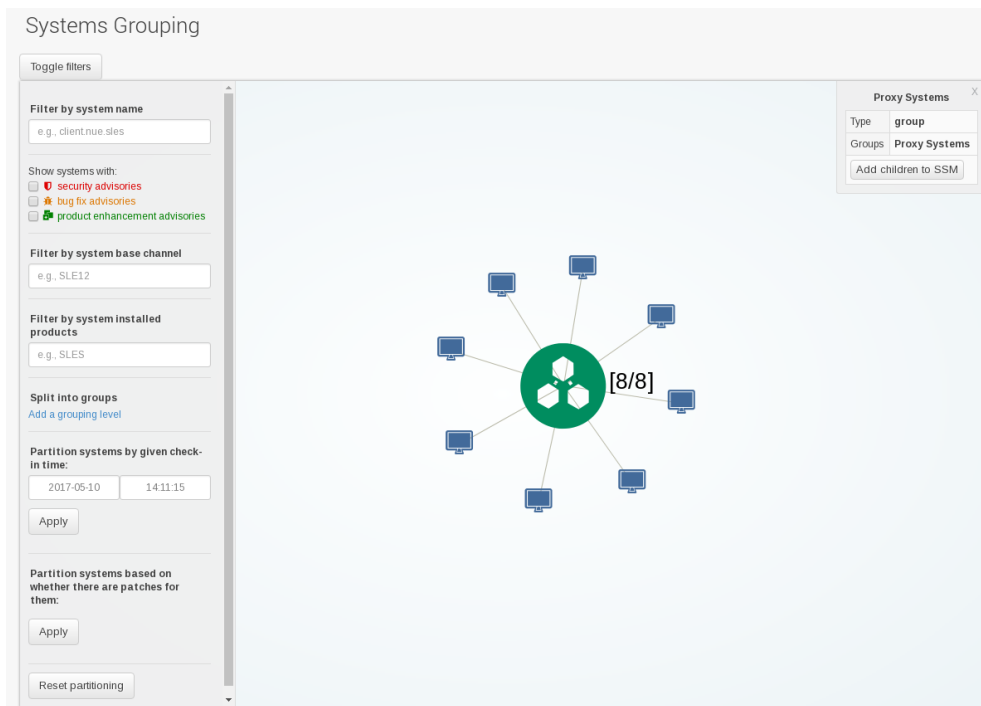 Systems Grouping
Toggle filters
Filter by system name
e.g., client.nue.sles
Show systems with:
security advisories
bug fix advisories
product enhancement advisories
Filter by system base channel
e.g., SLE12
Filter by system installed
products
e.g., SLES
Split into groups
Add a grouping level
Partition systems by given check-
in time:
2017-05-10 14:11:15
Apply
Partition systems based on
whether there are patches for
them:
Apply
Reset partitioning
[8/8]
X
Proxy Systems
Type group
Groups Proxy Systems
Add children to SSM